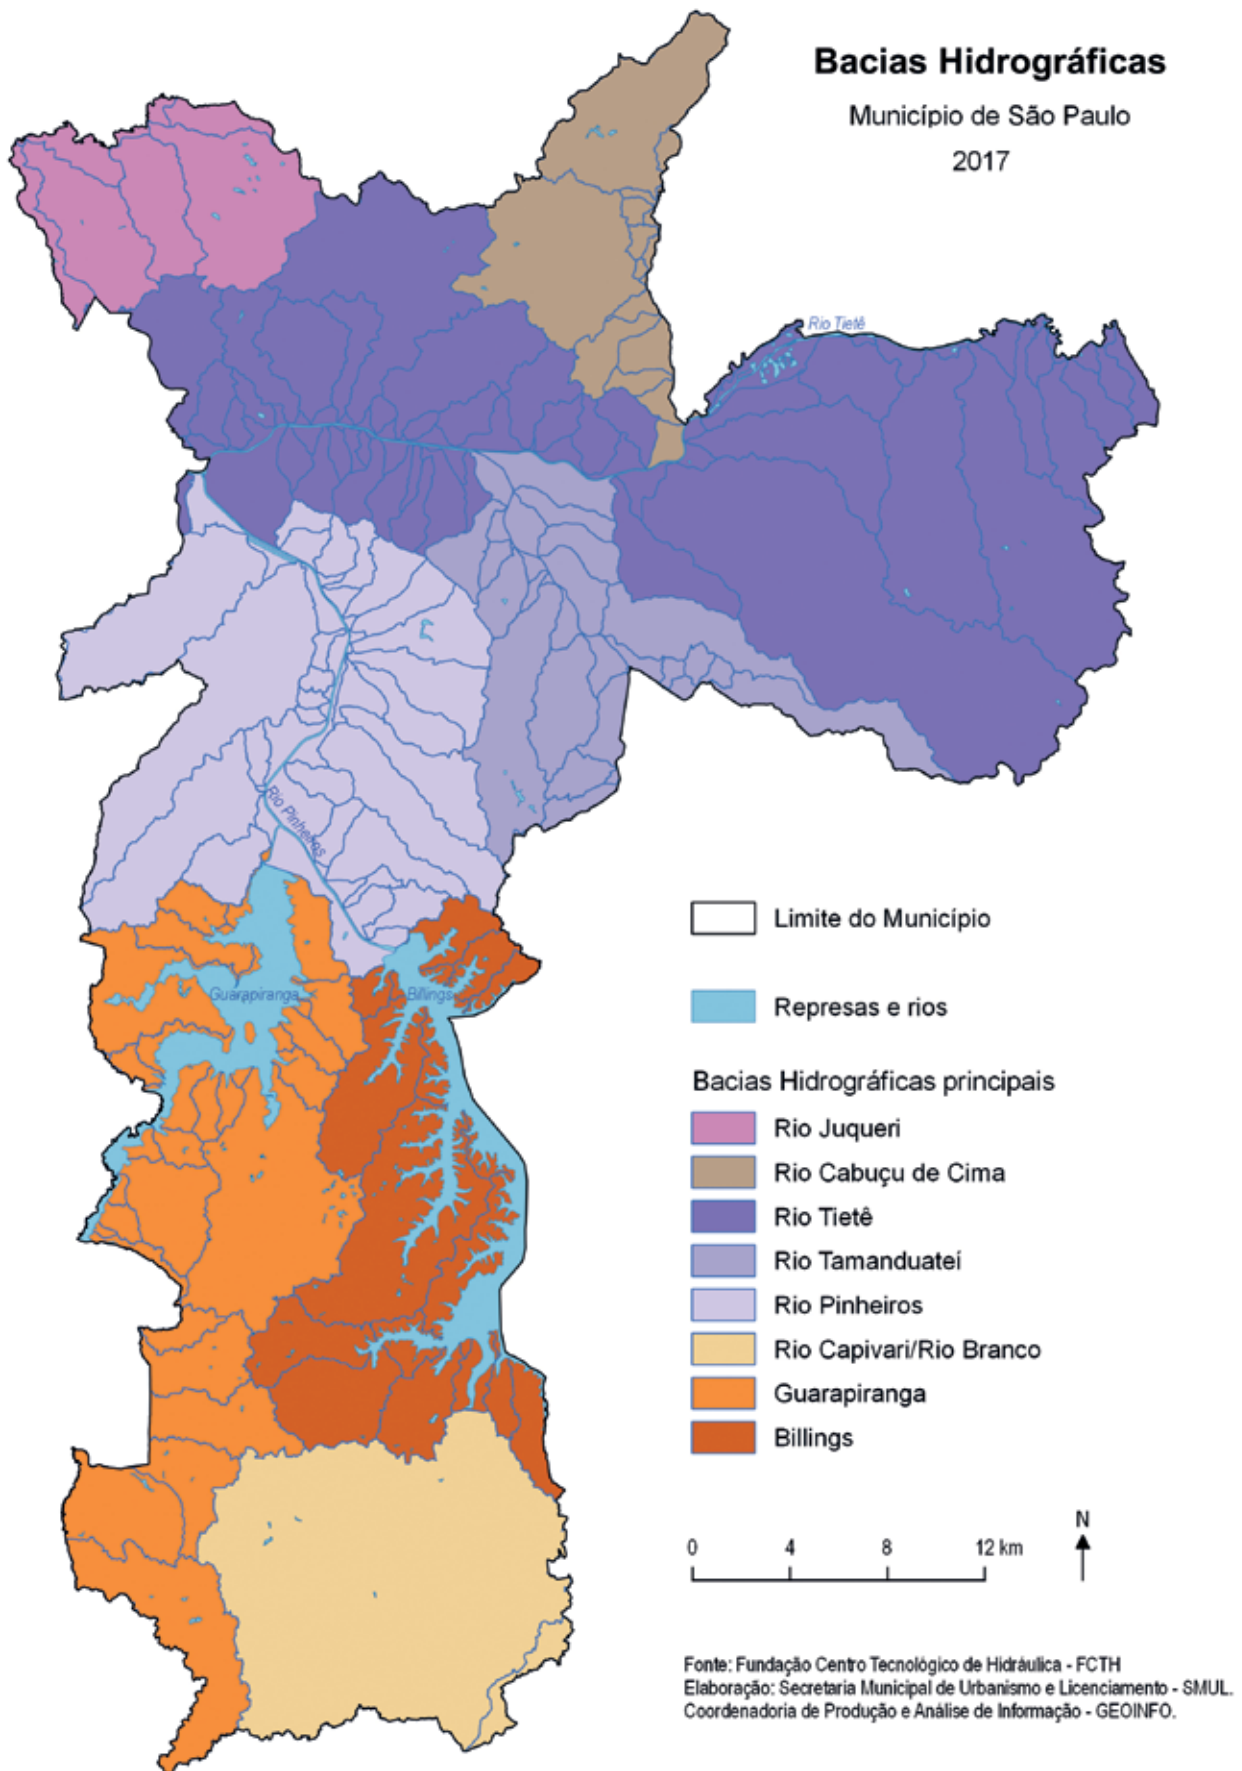 Bacias Hidrográficas
Município de São Paulo
2017
Rio Tietê
Rio Pinheiros
Guarapiranga
Billings
Limite do Município
Represas e rios
Bacias Hidrográficas principais
Rio Juqueri
Rio Cabuçu de Cima
Rio Tietê
Rio Tamanduateí
Rio Pinheiros
Rio Capivari/Rio Branco
Guarapiranga
Billings
N
0 4 8 12 km
Fonte: Fundação Centro Tecnológico de Hidráulica - FCTH
Elaboração: Secretaria Municipal de Urbanismo e Licenciamento - SMUL.
Coordenadoria de Produção e Análise de Informação - GEOINFO.